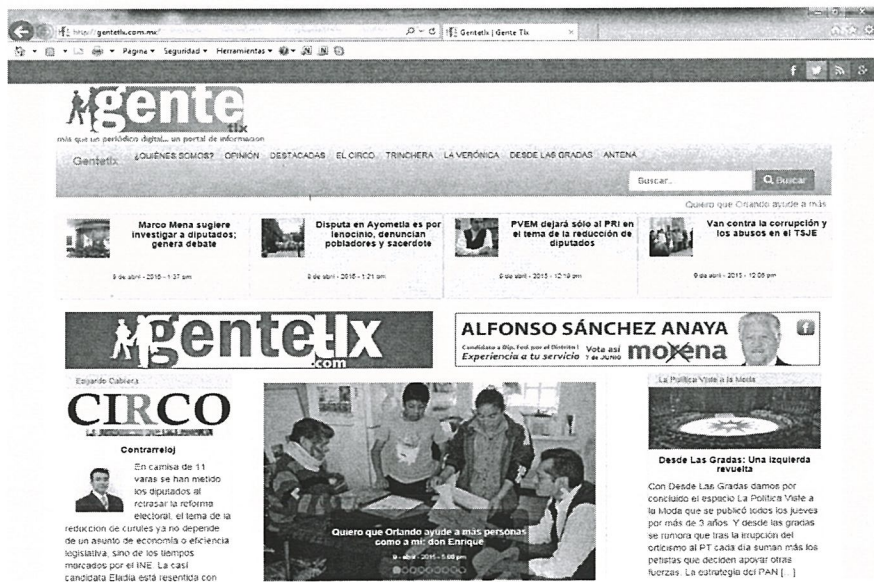 http://gentetlx.com.mx/
Gentetlx | Gente Tlx
Página Seguridad Herramientas
gente
tlx
más que un periódico digital... un portal de información
Gentetlx ¿QUIÉNES SOMOS? OPINIÓN DESTACADAS EL CIRCO TRINCHERA LA VERÓNICA DESDE LAS GRADAS ANTENA
Buscar.. Buscar
Quiero que Orlando ayude a más
Marco Mena sugiere
investigar a diputados;
genera debate
9 de abril - 2015 - 1:37 pm
Disputa en Ayometla es por
lenocinio, denuncian
pobladores y sacerdote
9 de abril - 2015 - 1:21 pm
PVEM dejará sólo al PRI en
el tema de la reducción de
diputados
9 de abril - 2015 - 12:19 pm
Van contra la corrupción y
los abusos en el TSJE
9 de abril - 2015 - 12:06 pm
gentetlx
.com
ALFONSO SÁNCHEZ ANAYA
Candidato a Dip. Fed. por el Distrito I
Experiencia a tu servicio
Vota así
7 de JUNIO
morena
Edgardo Cabrera
CIRCO
Contrarreloj
En camisa de 11
varas se han metido
los diputados al
retrasar la reforma
electoral, el tema de la
reducción de curules ya no depende
de un asunto de economía o eficiencia
legislativa, sino de los tiempos
marcados por el INE. La casi
candidata Eladia está resentida con
Quiero que Orlando ayude a más personas
como a mí: don Enrique
9 - abril - 2015 - 5:08 pm
La Política Viste a la Moda
Desde Las Gradas: Una izquierda
revuelta
Con Desde Las Gradas damos por
concluido el espacio La Política Viste a
la Moda que se publicó todos los jueves
por más de 3 años. Y desde las gradas
se rumora que tras la irrupción del
orticismo al PT cada día suman más los
petistas que deciden apoyar otras
fuerzas. La estrategia del PAN [...]